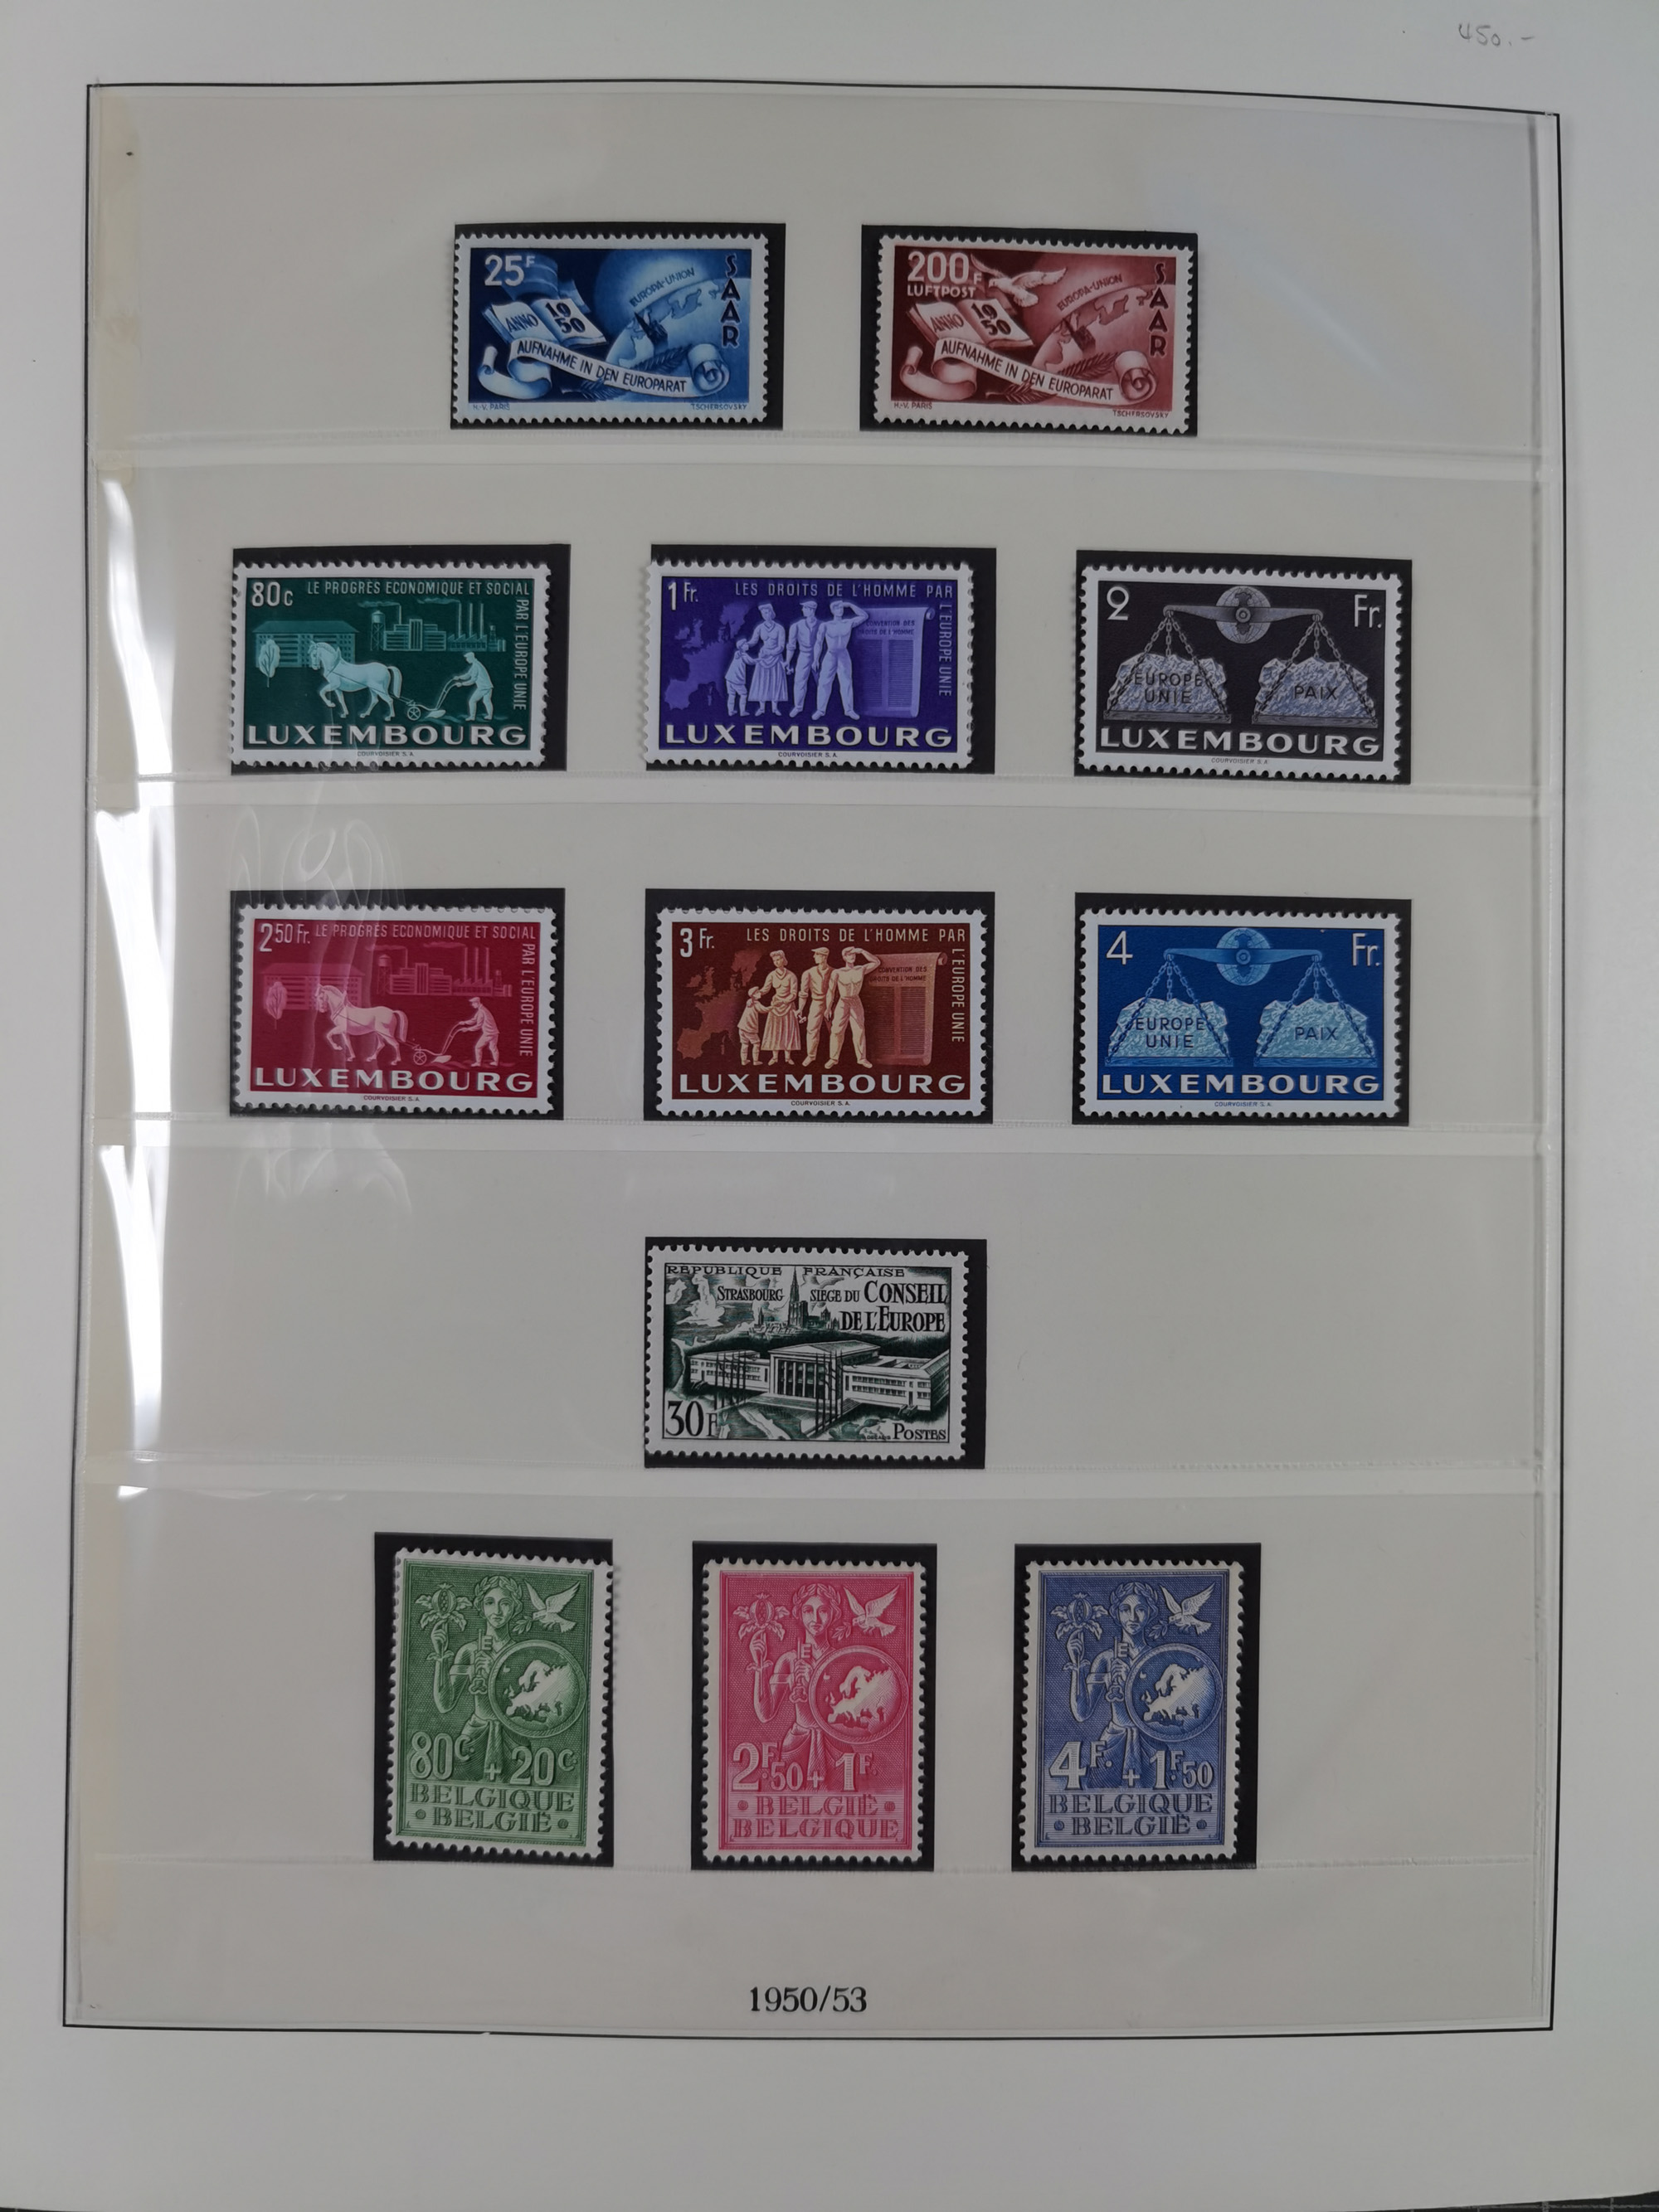 450.-
25F
EUROPA-UNION
SAAR
ANNO 1950
AUFNAHME IN DEN EUROPARAT
H.-V. PARIS
TSCHERSOVSKY
200F
LUFTPOST
EUROPA-UNION
SAAR
ANNO 1950
AUFNAHME IN DEN EUROPARAT
H.-V. PARIS
TSCHERSOVSKY
80c LE PROGRÈS ECONOMIQUE ET SOCIAL
PAR L'EUROPE UNIE
LUXEMBOURG
COURVOISIER S.A.
1 Fr. LES DROITS DE L'HOMME PAR
L'EUROPE UNIE
CONVENTION DES
DROITS DE L'HOMME
LUXEMBOURG
COURVOISIER S.A.
2 Fr.
EUROPE
UNIE
PAIX
LUXEMBOURG
COURVOISIER S.A.
2 50 Fr. LE PROGRÈS ECONOMIQUE ET SOCIAL
PAR L'EUROPE UNIE
LUXEMBOURG
COURVOISIER S.A.
3 Fr. LES DROITS DE L'HOMME PAR
L'EUROPE UNIE
CONVENTION DES
DROITS DE L'HOMME
LUXEMBOURG
COURVOISIER S.A.
4 Fr.
EUROPE
UNIE
PAIX
LUXEMBOURG
COURVOISIER S.A.
REPUBLIQUE FRANÇAISE
STRASBOURG SIEGE DU CONSEIL
DE L'EUROPE
30F
POSTES
E
80C. + 20C.
BELGIQUE
• BELGIË •
E
2F.50 + 1F.
• BELGIË •
BELGIQUE
E
4F. + 1F.50
BELGIQUE
• BELGIË •
1950/53